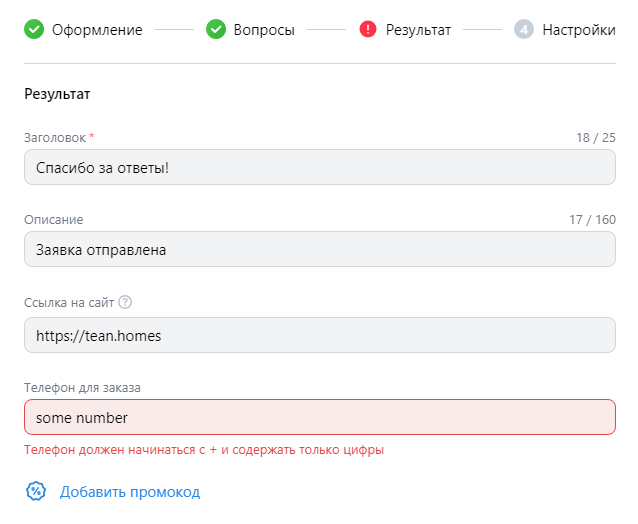 Оформление Вопросы Результат 4 Настройки
Результат
Заголовок * 18 / 25
Спасибо за ответы!
Описание 17 / 160
Заявка отправлена
Ссылка на сайт ?
https://tean.homes
Телефон для заказа
some number
Телефон должен начинаться с + и содержать только цифры
% Добавить промокод